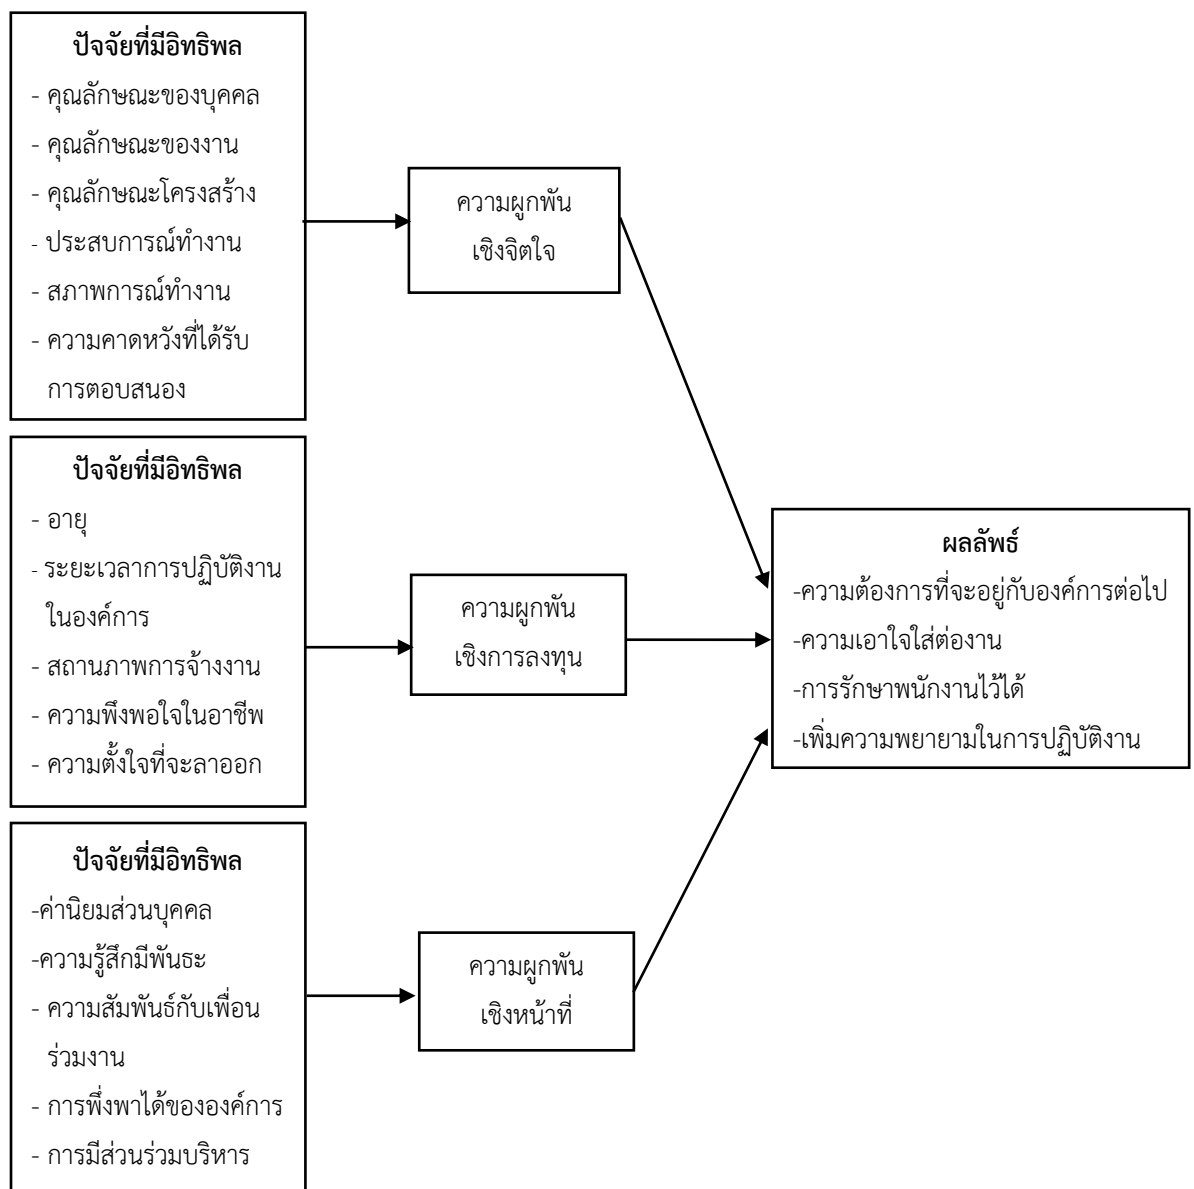 ปัจจัยที่มีอิทธิพล
- คุณลักษณะของบุคคล
- คุณลักษณะของงาน
- คุณลักษณะโครงสร้าง
- ประสบการณ์ทำงาน
- สภาพการณ์ทำงาน
- ความคาดหวังที่ได้รับ
การตอบสนอง
ความผูกพัน
เชิงจิตใจ
ปัจจัยที่มีอิทธิพล
- อายุ
- ระยะเวลาการปฏิบัติงาน
ในองค์การ
- สถานภาพการจ้างงาน
- ความพึงพอใจในอาชีพ
- ความตั้งใจที่จะลาออก
ความผูกพัน
เชิงการลงทุน
ปัจจัยที่มีอิทธิพล
-ค่านิยมส่วนบุคคล
-ความรู้สึกมีพันธะ
- ความสัมพันธ์กับเพื่อน
ร่วมงาน
- การพึ่งพาได้ขององค์การ
- การมีส่วนร่วมบริหาร
ความผูกพัน
เชิงหน้าที่
ผลลัพธ์
-ความต้องการที่จะอยู่กับองค์การต่อไป
-ความเอาใจใส่ต่องาน
-การรักษาพนักงานไว้ได้
-เพิ่มความพยายามในการปฏิบัติงาน